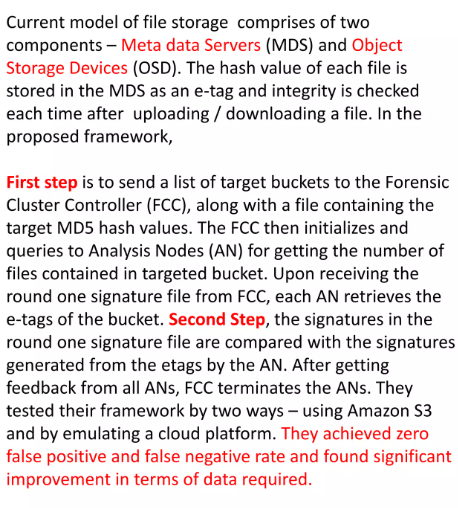 Current model of file storage  comprises of two
components – Meta data Servers (MDS) and Object
Storage Devices (OSD). The hash value of each file is
stored in the MDS as an e-tag and integrity is checked
each time after  uploading / downloading a file. In the
proposed framework,
First step is to send a list of target buckets to the Forensic
Cluster Controller (FCC), along with a file containing the
target MD5 hash values. The FCC then initializes and
queries to Analysis Nodes (AN) for getting the number of
files contained in targeted bucket. Upon receiving the
round one signature file from FCC, each AN retrieves the
e-tags of the bucket. Second Step, the signatures in the
round one signature file are compared with the signatures
generated from the etags by the AN. After getting
feedback from all ANs, FCC terminates the ANs. They
tested their framework by two ways – using Amazon S3
and by emulating a cloud platform. They achieved zero
false positive and false negative rate and found significant
improvement in terms of data required.